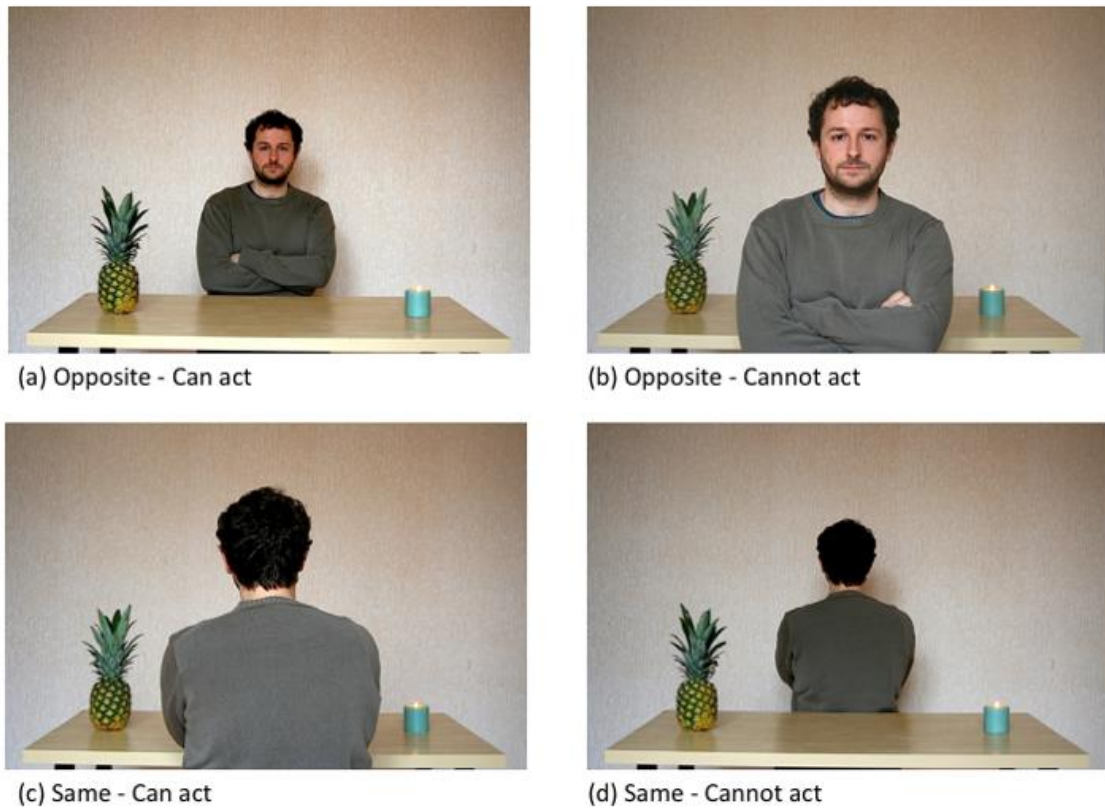 (a) Opposite - Can act
(b) Opposite - Cannot act
(c) Same - Can act
(d) Same - Cannot act